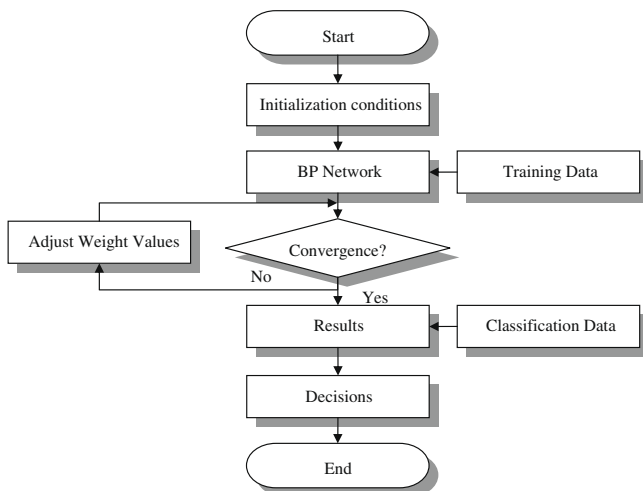 Start
Initialization conditions
BP Network
Training Data
Adjust Weight Values
Convergence?
No
Yes
Results
Classification Data
Decisions
End